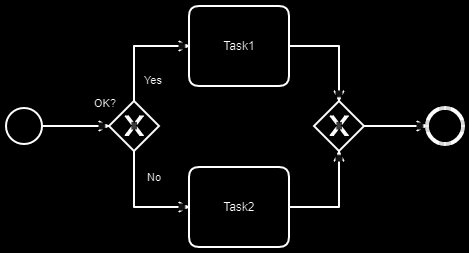 Task1
Yes
OK?
No
Task2